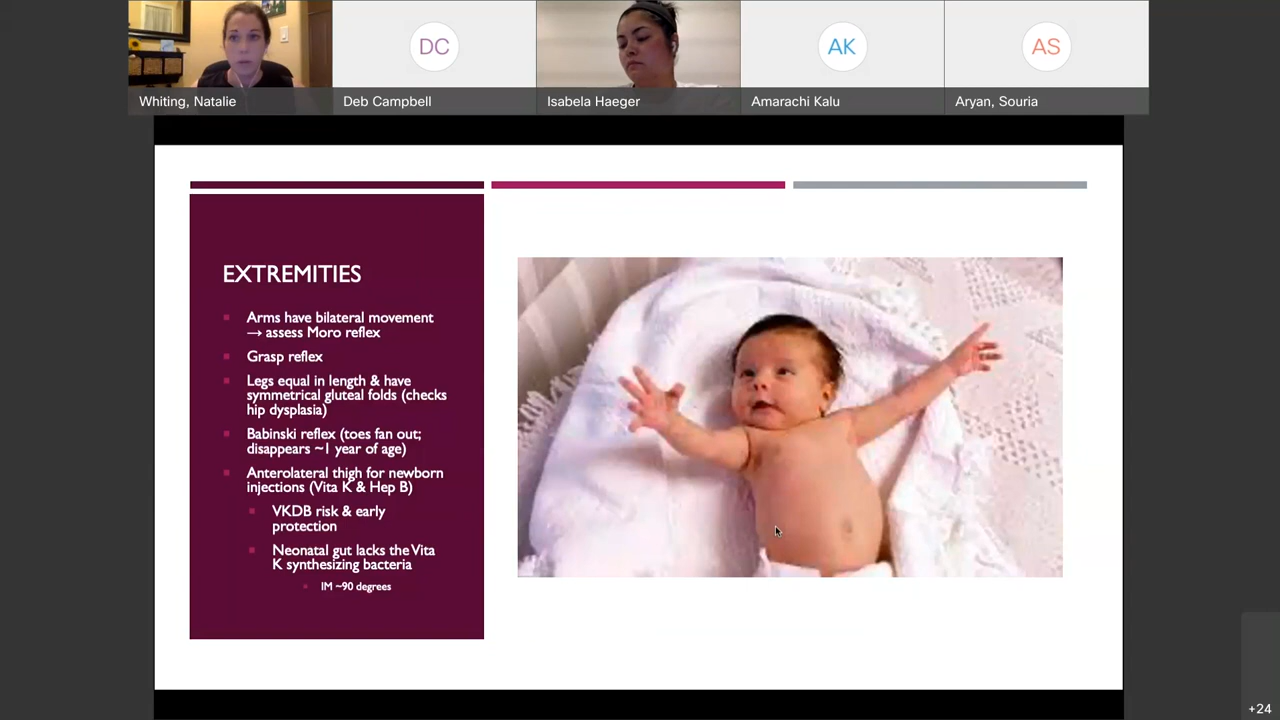 DC
AK
AS
Whiting, Natalie
Deb Campbell
Isabela Haeger
Amarachi Kalu
Aryan, Souria
EXTREMITIES
Arms have bilateral movement
→ assess Moro reflex
Grasp reflex
Legs equal in length & have
symmetrical gluteal folds (checks
hip dysplasia)
Babinski reflex (toes fan out;
disappears ~1 year of age)
Anterolateral thigh for newborn
injections (Vita K & Hep B)
VKDB risk & early
protection
Neonatal gut lacks the Vita
K synthesizing bacteria
IM ~90 degrees
+24